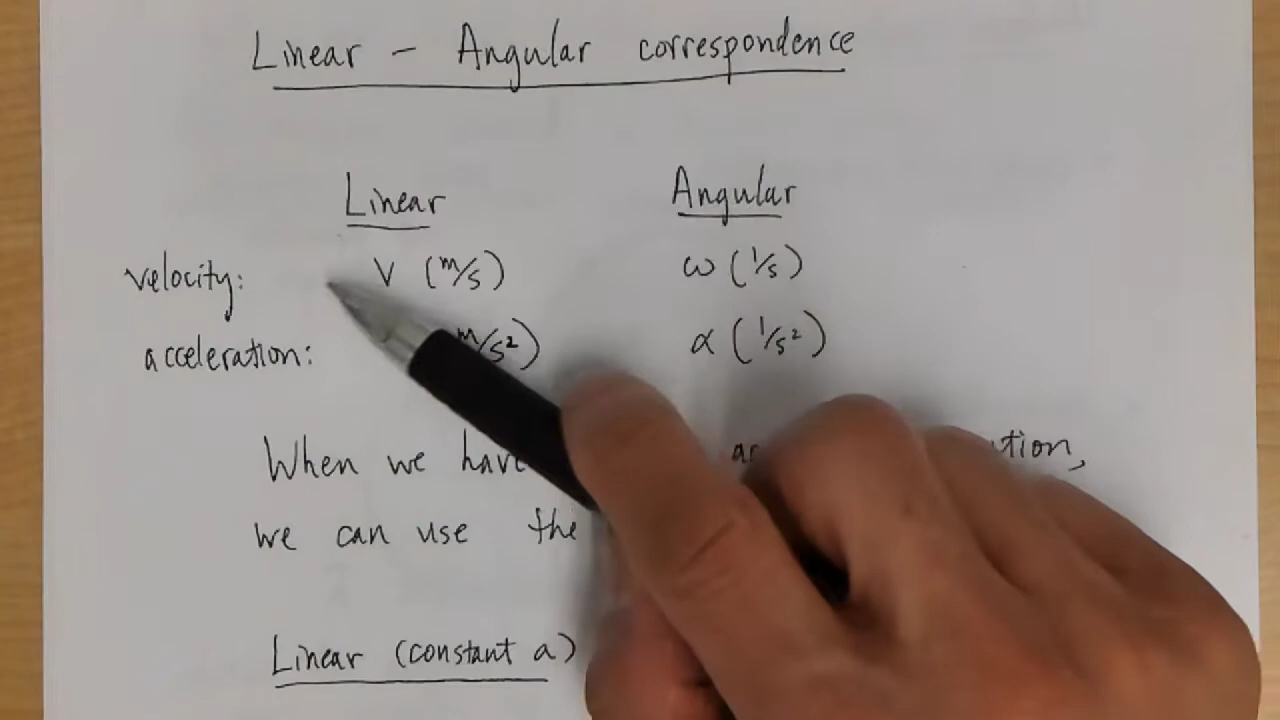 Linear - Angular correspondence
Linear Angular
velocity: V (m/s) ω (1/s)
acceleration: m/s²) α (1/s²)
When we have
we can use the
Linear (constant a)